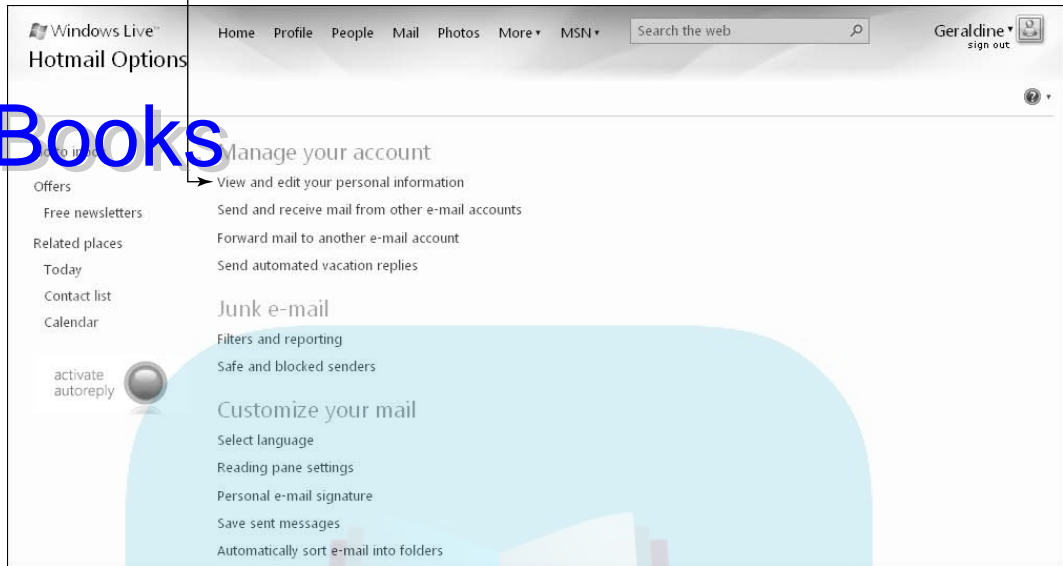 Windows Live™
Home Profile People Mail Photos More MSN Search the web Geraldine
sign out
Hotmail Options
Books
Manage your account
View and edit your personal information
Send and receive mail from other e-mail accounts
Forward mail to another e-mail account
Send automated vacation replies
Offers
Free newsletters
Related places
Today
Contact list
Calendar
activate
autoreply
Junk e-mail
Filters and reporting
Safe and blocked senders
Customize your mail
Select language
Reading pane settings
Personal e-mail signature
Save sent messages
Automatically sort e-mail into folders